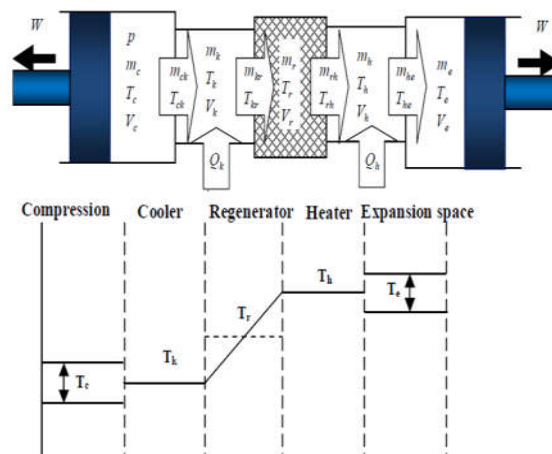 W W
p
m_c m_ck m_k m_kr m_r m_rh m_h m_he m_e
T_c T_ck T_k T_kr T_r T_rh T_h T_he T_e
V_c V_k V_r V_h V_e
Q_k Q_h
Compression Cooler Regenerator Heater Expansion space
T_h
T_e
T_r
T_k
T_c